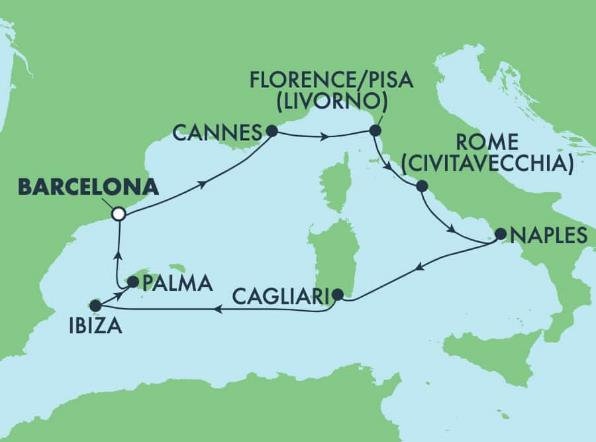 FLORENCE/PISA
(LIVORNO)
CANNES
ROME
(CIVITAVECCHIA)
BARCELONA
NAPLES
PALMA
CAGLIARI
IBIZA